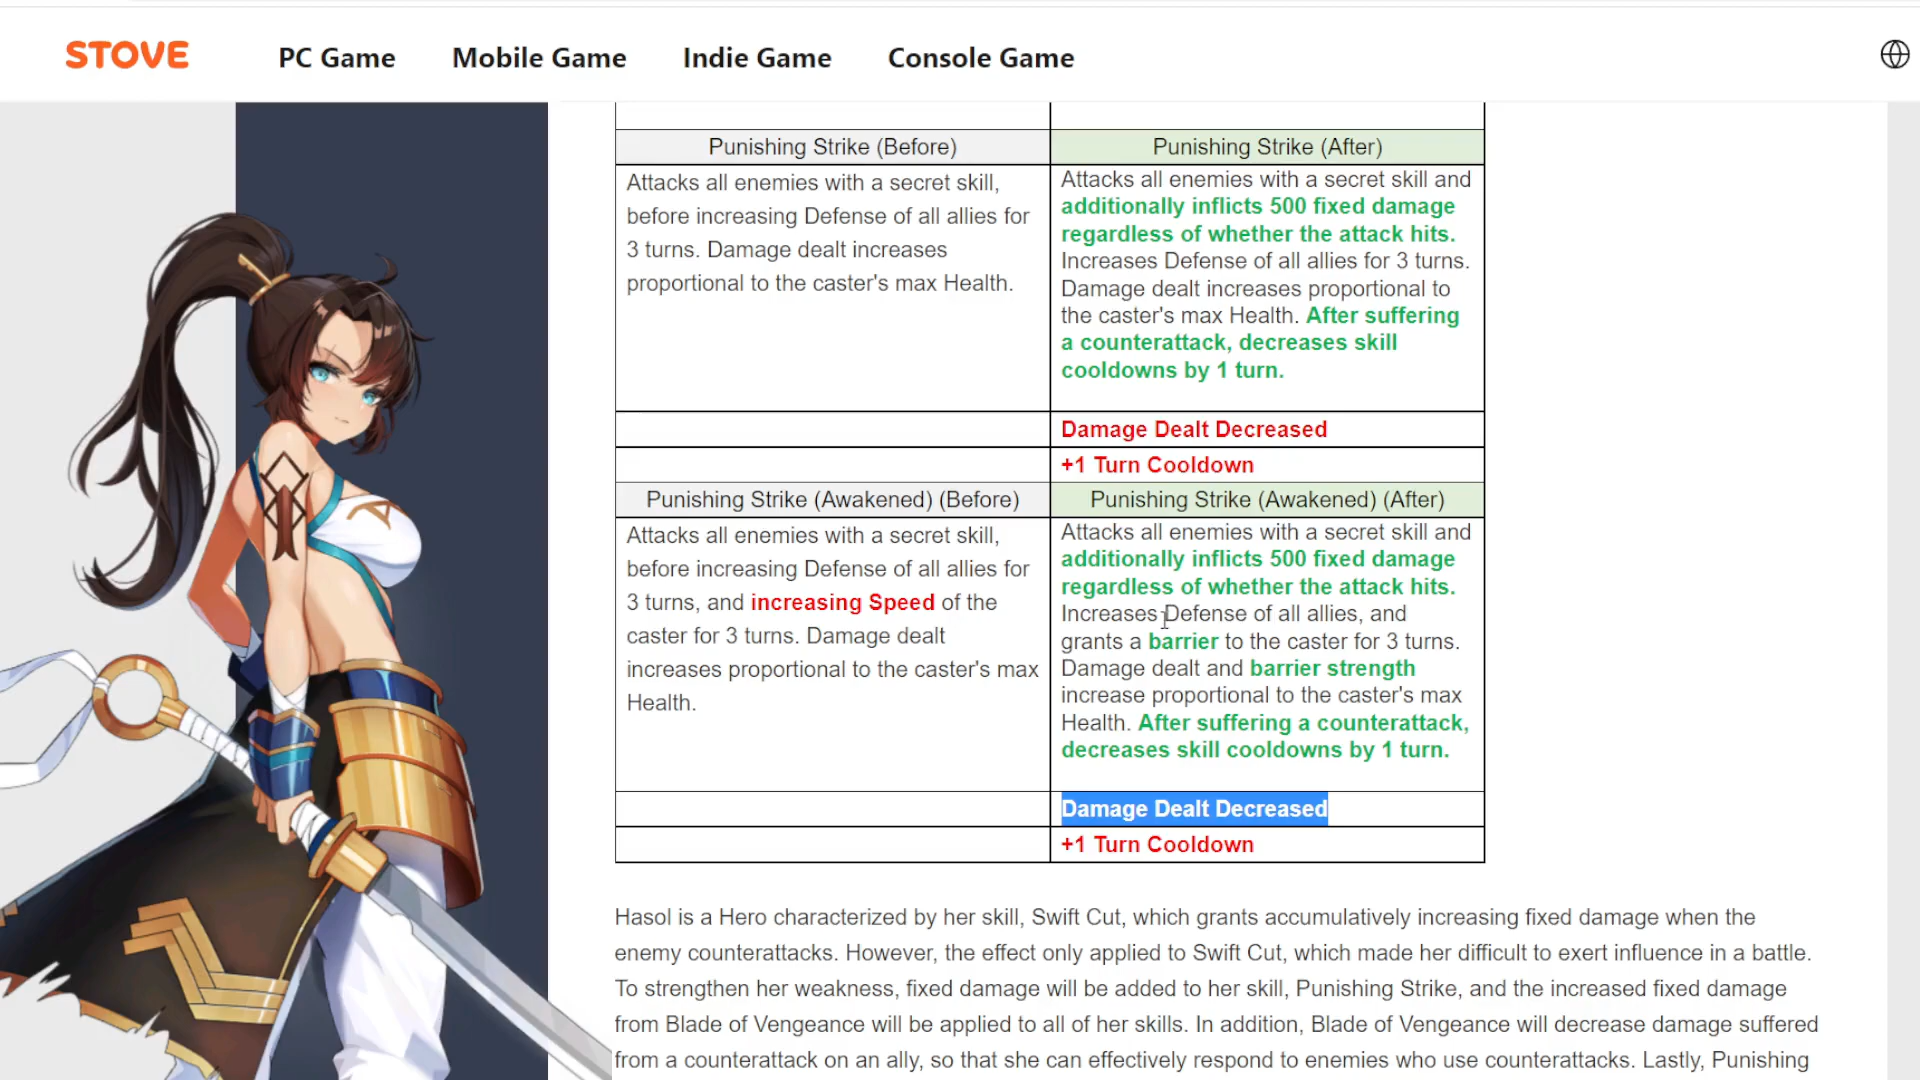 STOVE
PC Game
Mobile Game
Indie Game
Console Game
Punishing Strike (Before)
Punishing Strike (After)
Attacks all enemies with a secret skill,
before increasing Defense of all allies for
3 turns. Damage dealt increases
proportional to the caster's max Health.
Attacks all enemies with a secret skill and
additionally inflicts 500 fixed damage
regardless of whether the attack hits.
Increases Defense of all allies for 3 turns.
Damage dealt increases proportional to
the caster's max Health. After suffering
a counterattack, decreases skill
cooldowns by 1 turn.
Damage Dealt Decreased
+1 Turn Cooldown
Punishing Strike (Awakened) (Before)
Punishing Strike (Awakened) (After)
Attacks all enemies with a secret skill,
before increasing Defense of all allies for
3 turns, and increasing Speed of the
caster for 3 turns. Damage dealt
increases proportional to the caster's max
Health.
Attacks all enemies with a secret skill and
additionally inflicts 500 fixed damage
regardless of whether the attack hits.
Increases Defense of all allies, and
grants a barrier to the caster for 3 turns.
Damage dealt and barrier strength
increase proportional to the caster's max
Health. After suffering a counterattack,
decreases skill cooldowns by 1 turn.
Damage Dealt Decreased
+1 Turn Cooldown
Hasol is a Hero characterized by her skill, Swift Cut, which grants accumulatively increasing fixed damage when the
enemy counterattacks. However, the effect only applied to Swift Cut, which made her difficult to exert influence in a battle.
To strengthen her weakness, fixed damage will be added to her skill, Punishing Strike, and the increased fixed damage
from Blade of Vengeance will be applied to all of her skills. In addition, Blade of Vengeance will decrease damage suffered
from a counterattack on an ally, so that she can effectively respond to enemies who use counterattacks. Lastly, Punishing